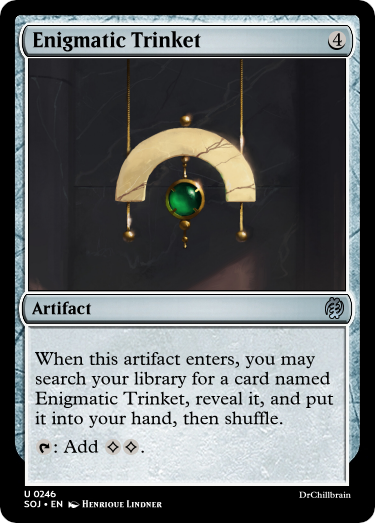 Enigmatic Trinket 4
Artifact
When this artifact enters, you may
search your library for a card named
Enigmatic Trinket, reveal it, and put
it into your hand, then shuffle.
: Add .
U 0246
SOJ • EN Henrique Lindner
DrChillbrain